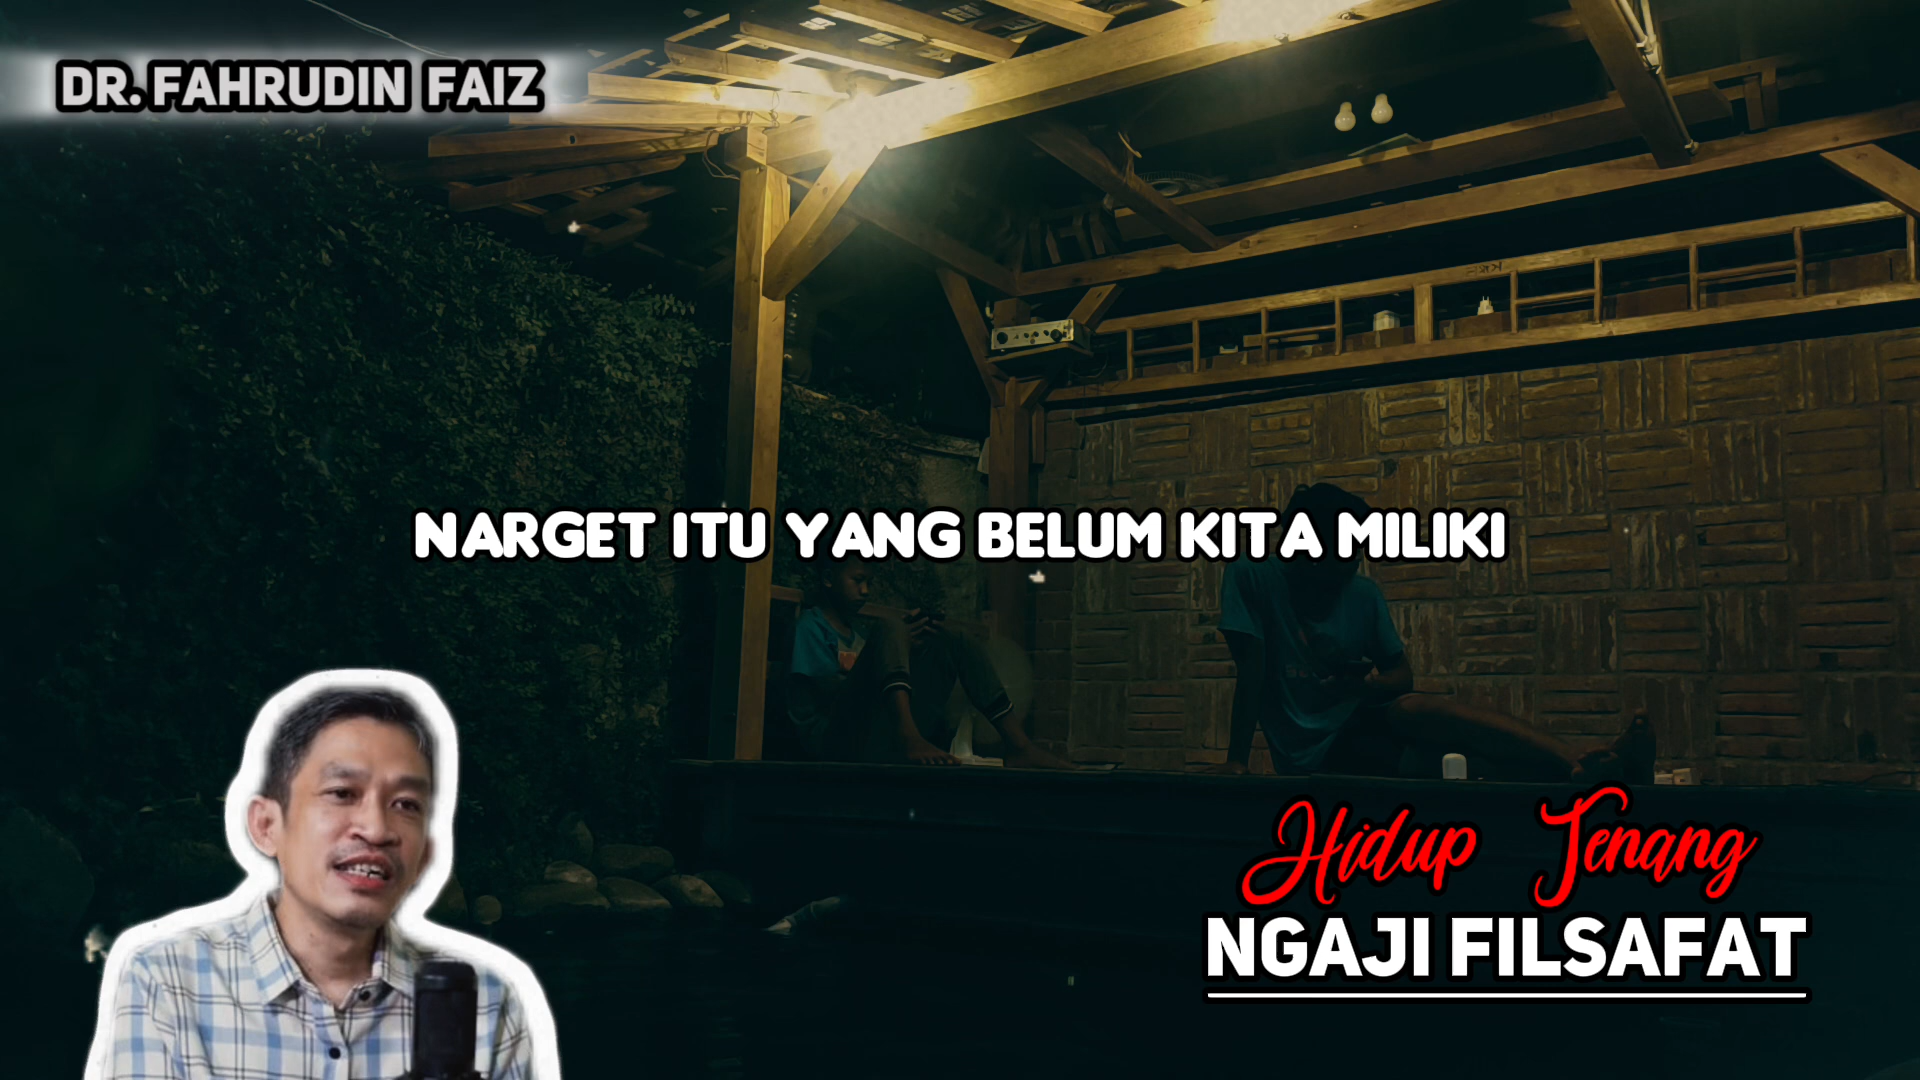 DR. FAHRUDIN FAIZ
NARGET ITU YANG BELUM KITA MILIKI
Hidup Tenang
NGAJI FILSAFAT